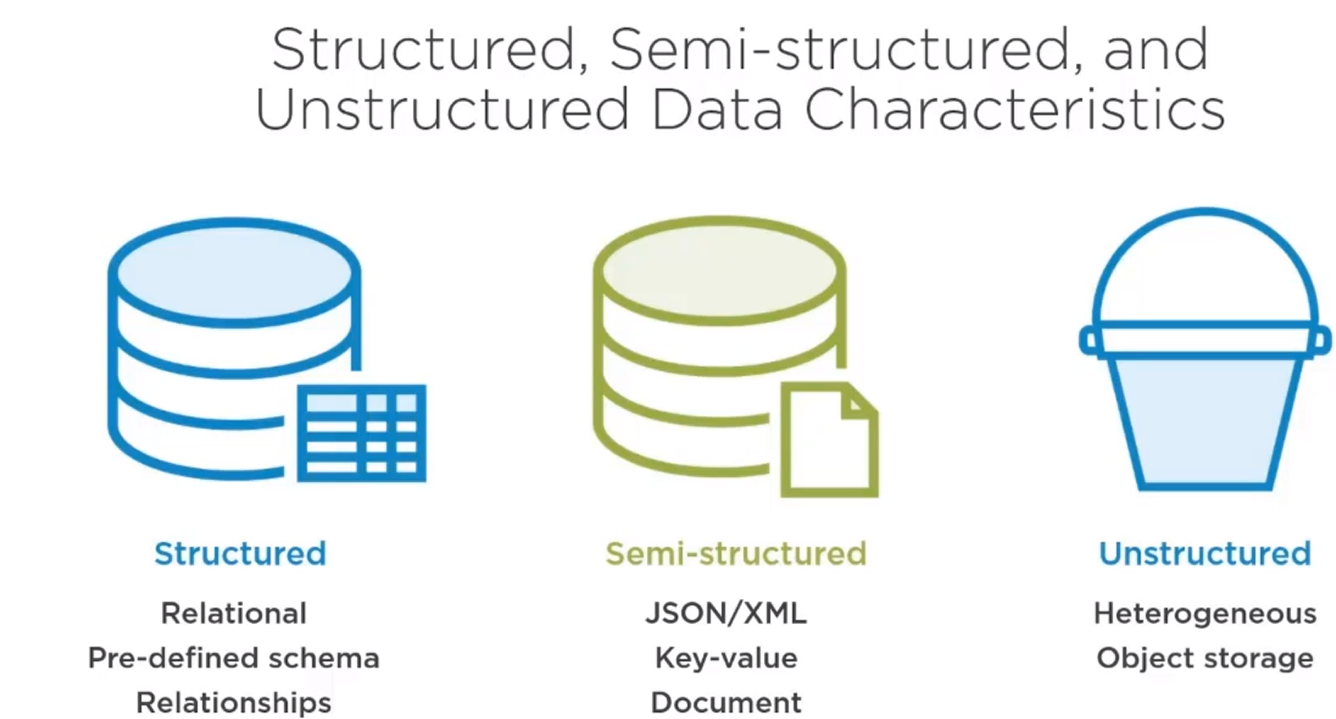 Structured, Semi-structured, and
Unstructured Data Characteristics
Structured
Relational
Pre-defined schema
Relationships
Semi-structured
JSON/XML
Key-value
Document
Unstructured
Heterogeneous
Object storage